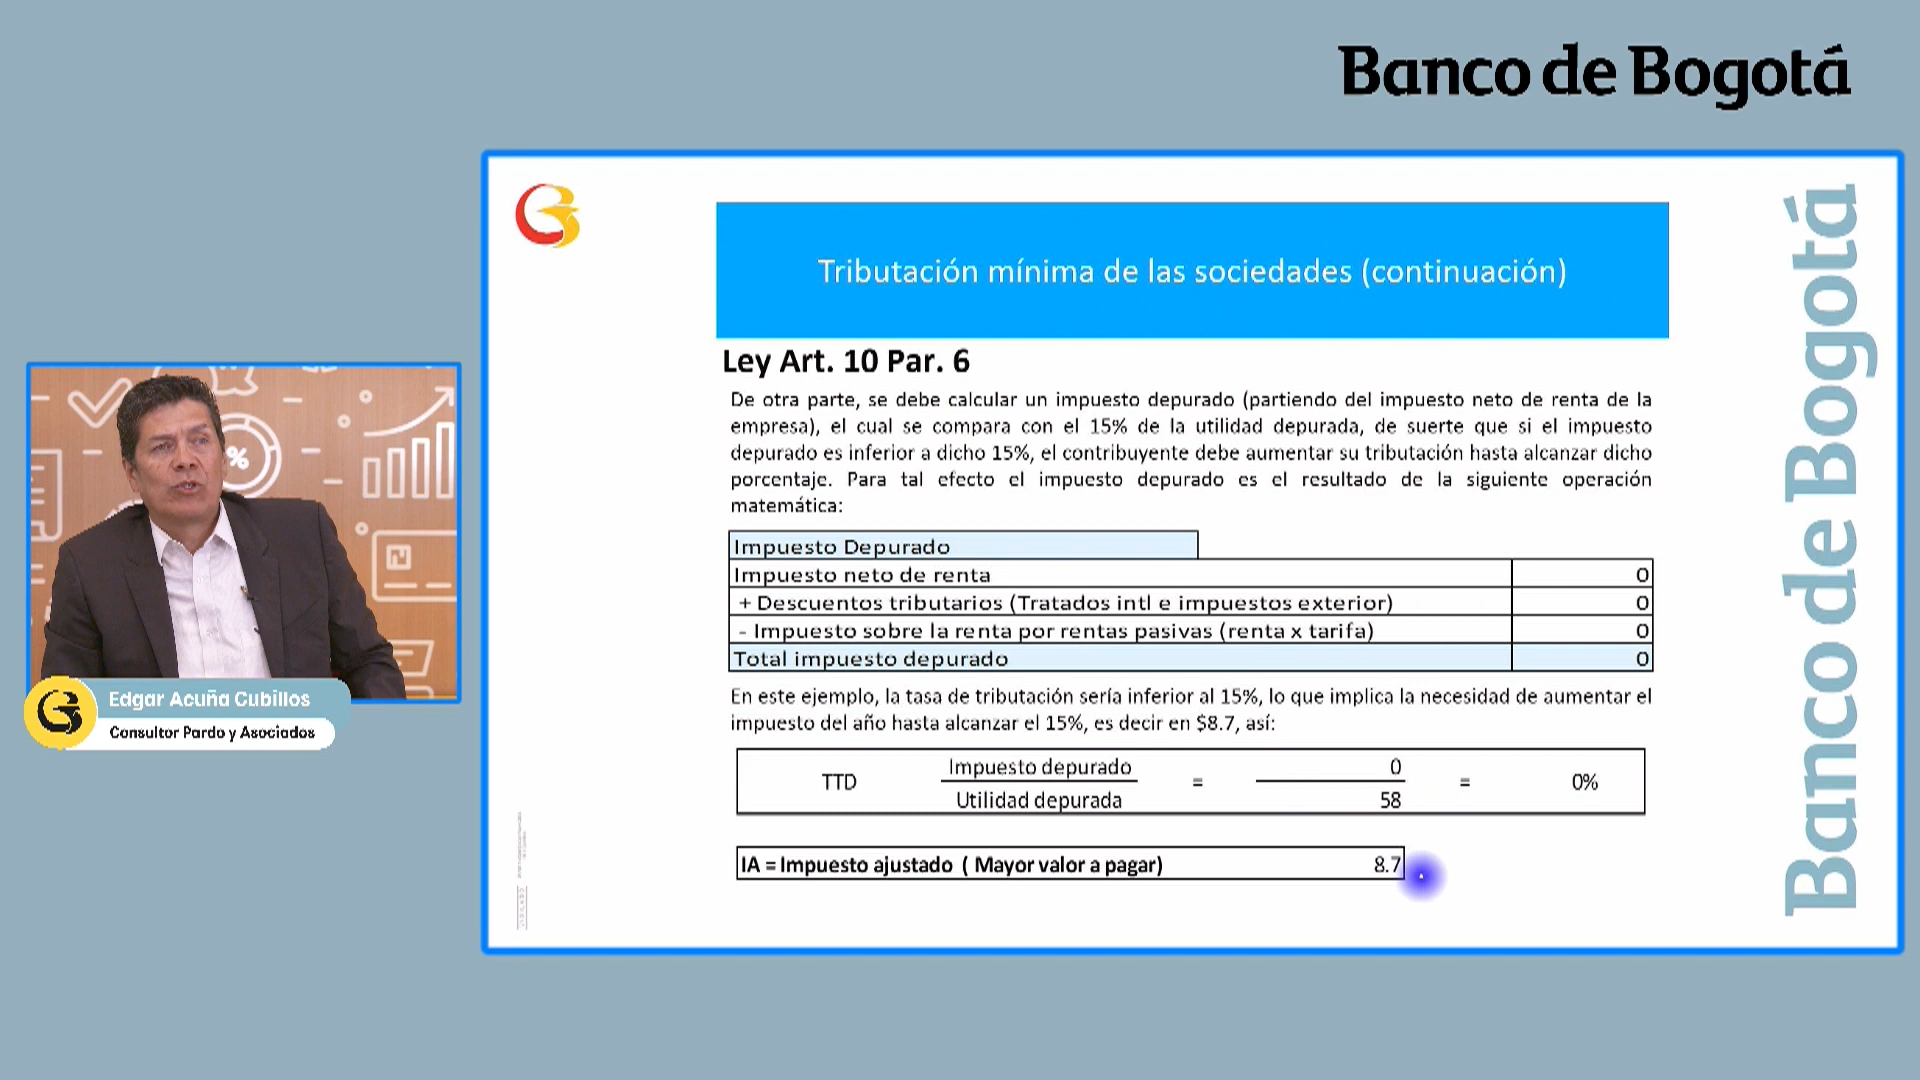 Banco de Bogotá
Tributación mínima de las sociedades (continuación)
Ley Art. 10 Par. 6
De otra parte, se debe calcular un impuesto depurado (partiendo del impuesto neto de renta de la
empresa), el cual se compara con el 15% de la utilidad depurada, de suerte que si el impuesto
depurado es inferior a dicho 15%, el contribuyente debe aumentar su tributación hasta alcanzar dicho
porcentaje. Para tal efecto el impuesto depurado es el resultado de la siguiente operación
matemática:
Impuesto Depurado
Impuesto neto de renta 0
+ Descuentos tributarios (Tratados intl e impuestos exterior) 0
- Impuesto sobre la renta por rentas pasivas (renta x tarifa) 0
Total impuesto depurado 0
En este ejemplo, la tasa de tributación sería inferior al 15%, lo que implica la necesidad de aumentar el
impuesto del año hasta alcanzar el 15%, es decir en $8.7, así:
Impuesto depurado 0
TTD = = 0%
Utilidad depurada 58
IA = Impuesto ajustado ( Mayor valor a pagar) 8.7
Banco de Bogotá
%
Edgar Acuña Cubillos
Consultor Pardo y Asociados